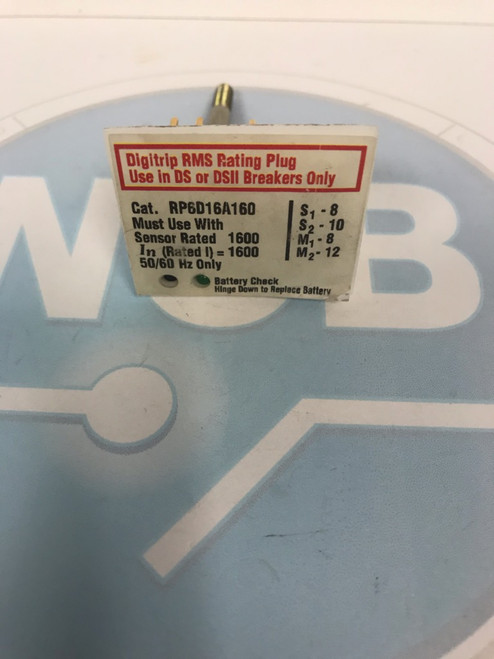 Digitrip RMS Rating Plug
Use in DS or DSII Breakers Only
Cat. RP6D16A160
Must Use With
Sensor Rated 1600
In (Rated I) = 1600
50/60 Hz Only
S1 - 8
S2 - 10
M1 - 8
M2 - 12
Battery Check
Hinge Down to Replace Battery
WOB